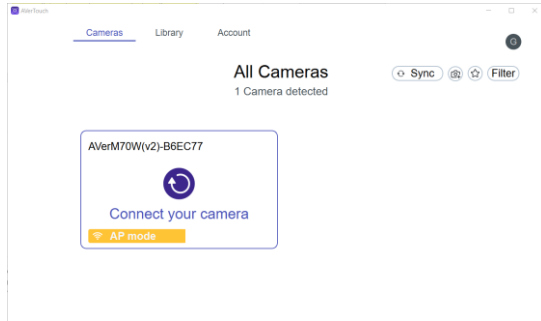 AVerTouch
Cameras Library Account
G
All Cameras
1 Camera detected
Sync Filter
AVerM70W(v2)-B6EC77
Connect your camera
AP mode